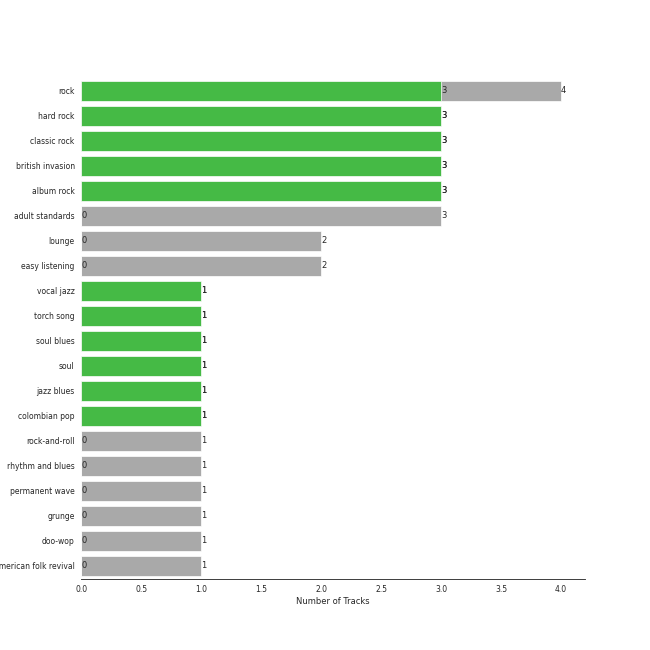 rock 3 4
hard rock 3
classic rock 3
british invasion 3
album rock 3
adult standards 0 3
lounge 0 2
easy listening 0 2
vocal jazz 1
torch song 1
soul blues 1
soul 1
jazz blues 1
colombian pop 1
rock-and-roll 0 1
rhythm and blues 0 1
permanent wave 0 1
grunge 0 1
doo-wop 0 1
merican folk revival 0 1
0.0 0.5 1.0 1.5 2.0 2.5 3.0 3.5 4.0
Number of Tracks